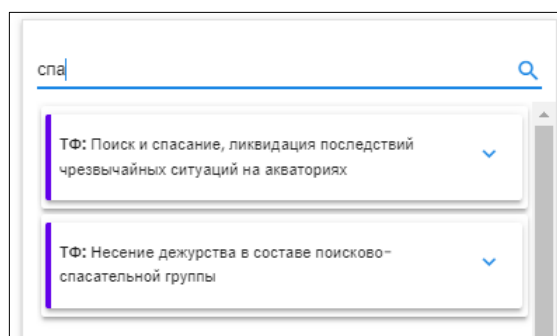 спа
ТФ: Поиск и спасание, ликвидация последствий
чрезвычайных ситуаций на акваториях
ТФ: Несение дежурства в составе поисково-
спасательной группы